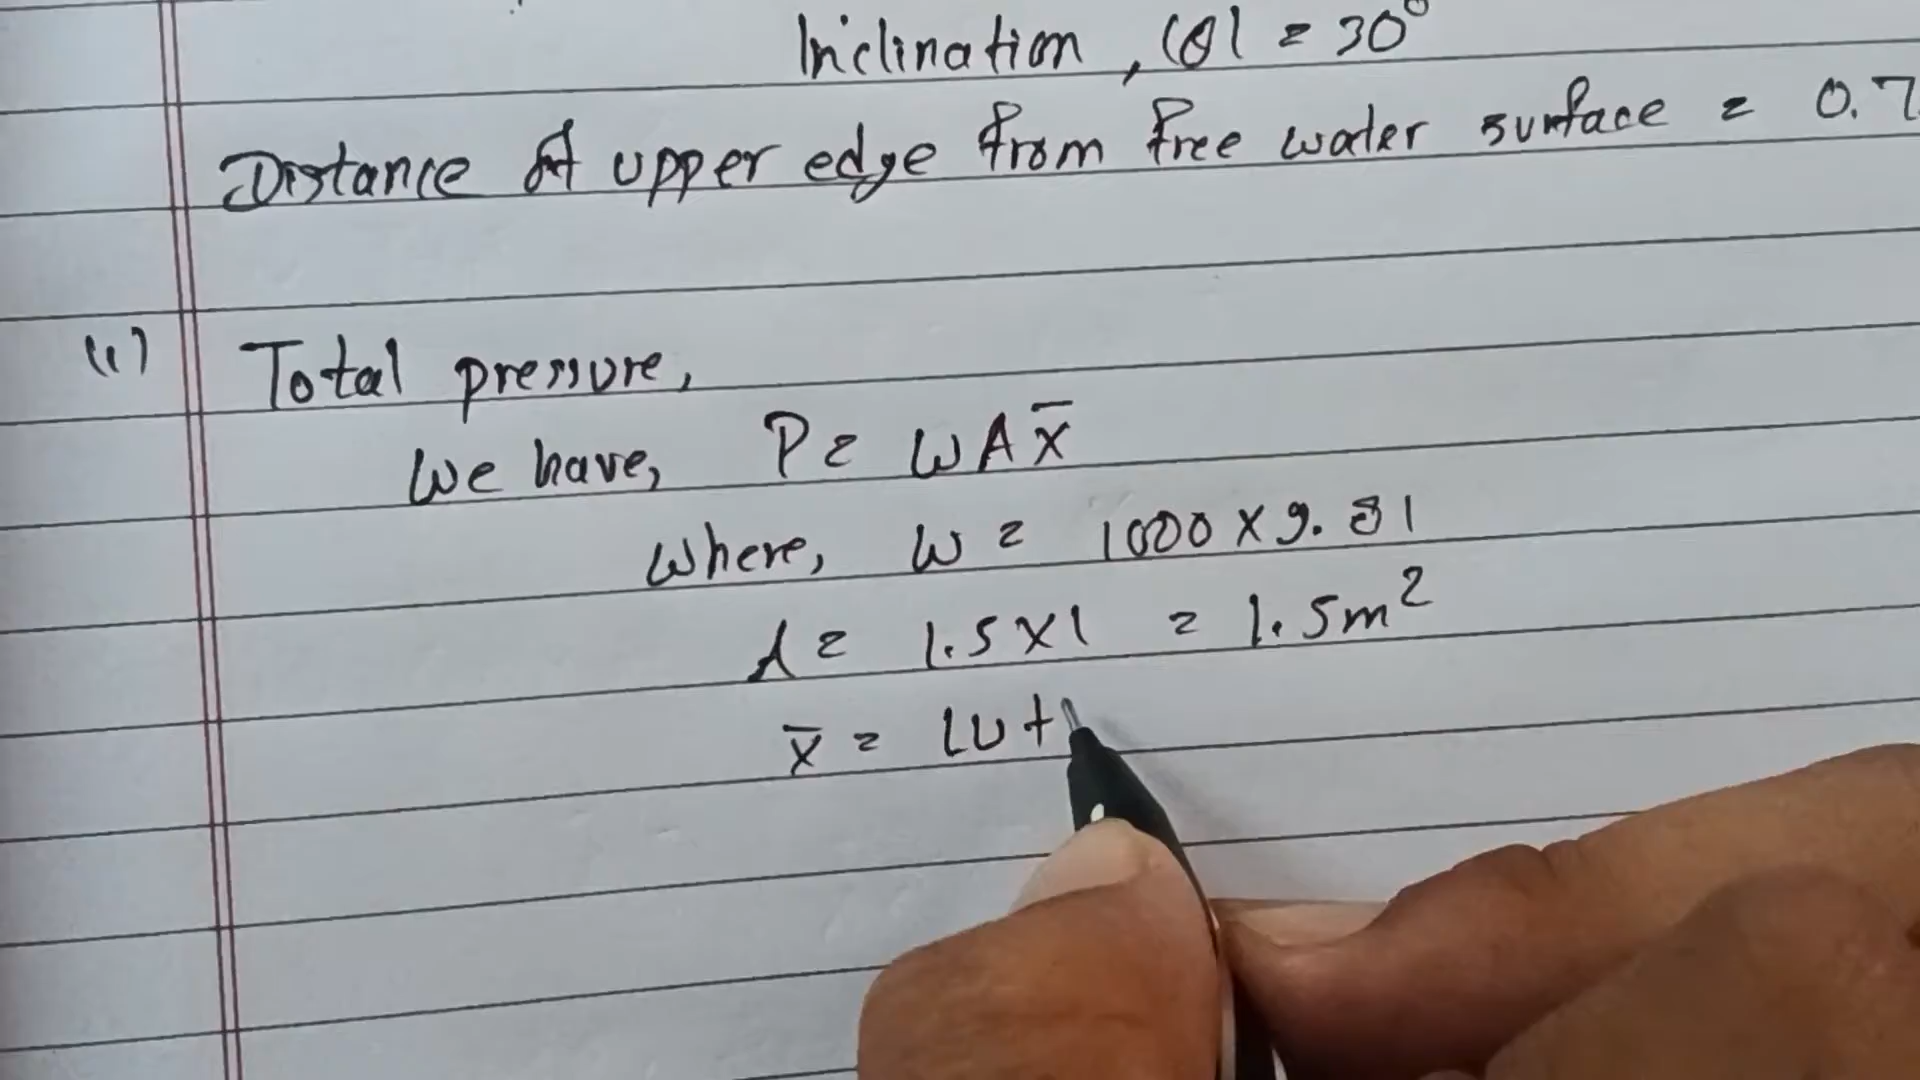 Inclination, (θ) = 30°
Distance of upper edge from free water surface = 0.7
(i) Total pressure,
We have, P = WAx̄
Where, W = 1000 x 9.81
A = 1.5 x 1 = 1.5m²
x̄ = LU +